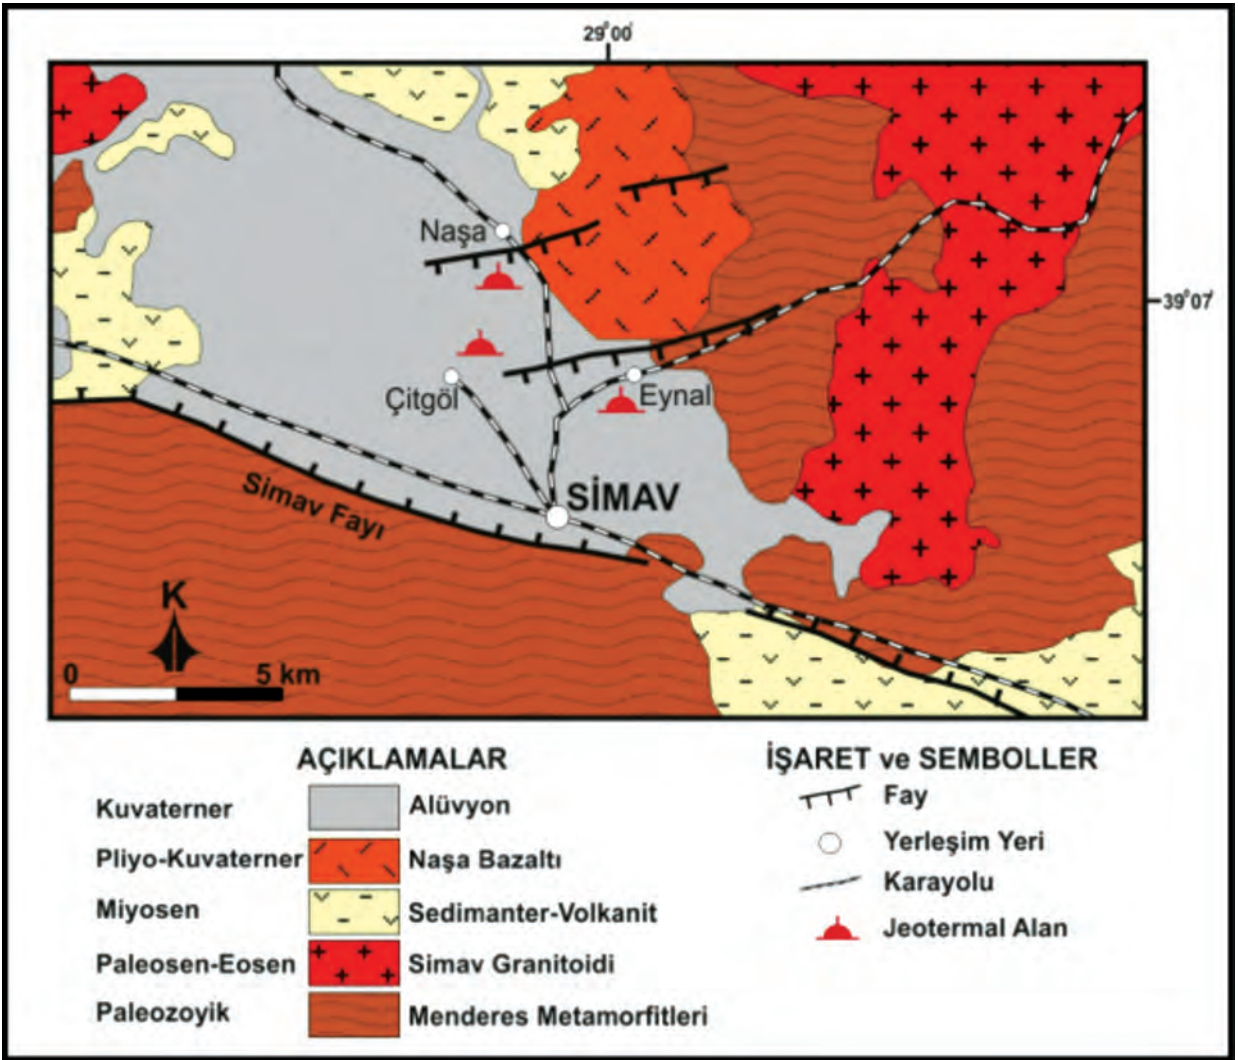 29°00'
39°07'
Naşa
Çitgöl
Eynal
SİMAV
Simav Fayı
K
0 5 km
AÇIKLAMALAR
Kuvaterner Alüvyon
Pliyo-Kuvaterner Naşa Bazaltı
Miyosen Sedimanter-Volkanit
Paleosen-Eosen Simav Granitoidi
Paleozoyik Menderes Metamorfitleri
İŞARET ve SEMBOLLER
Fay
Yerleşim Yeri
Karayolu
Jeotermal Alan